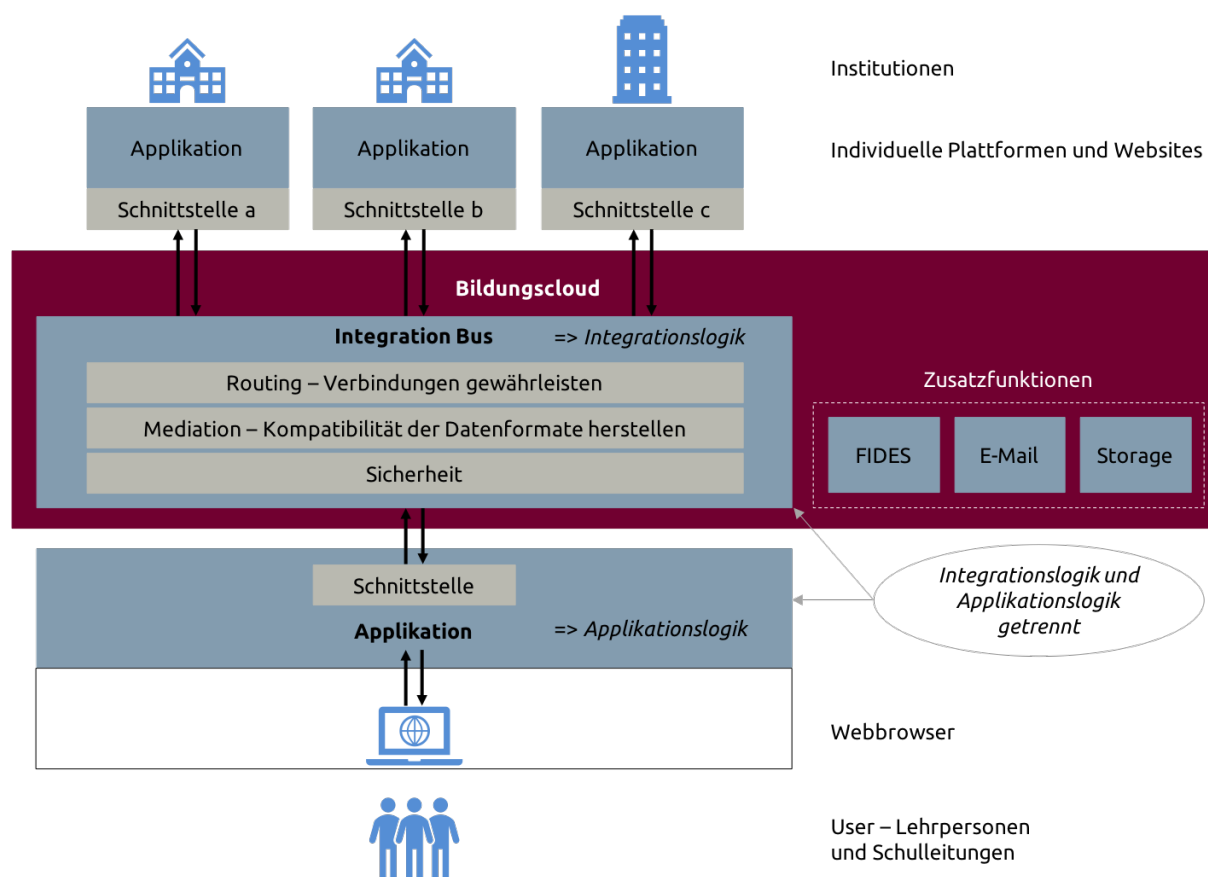 Institutionen
Applikation
Applikation
Applikation
Individuelle Plattformen und Websites
Schnittstelle a
Schnittstelle b
Schnittstelle c
Bildungscloud
Integration Bus
=> Integrationslogik
Routing – Verbindungen gewährleisten
Mediation – Kompatibilität der Datenformate herstellen
Sicherheit
Zusatzfunktionen
FIDES
E-Mail
Storage
Schnittstelle
Applikation
=> Applikationslogik
Integrationslogik und
Applikationslogik
getrennt
Webbrowser
User – Lehrpersonen
und Schulleitungen